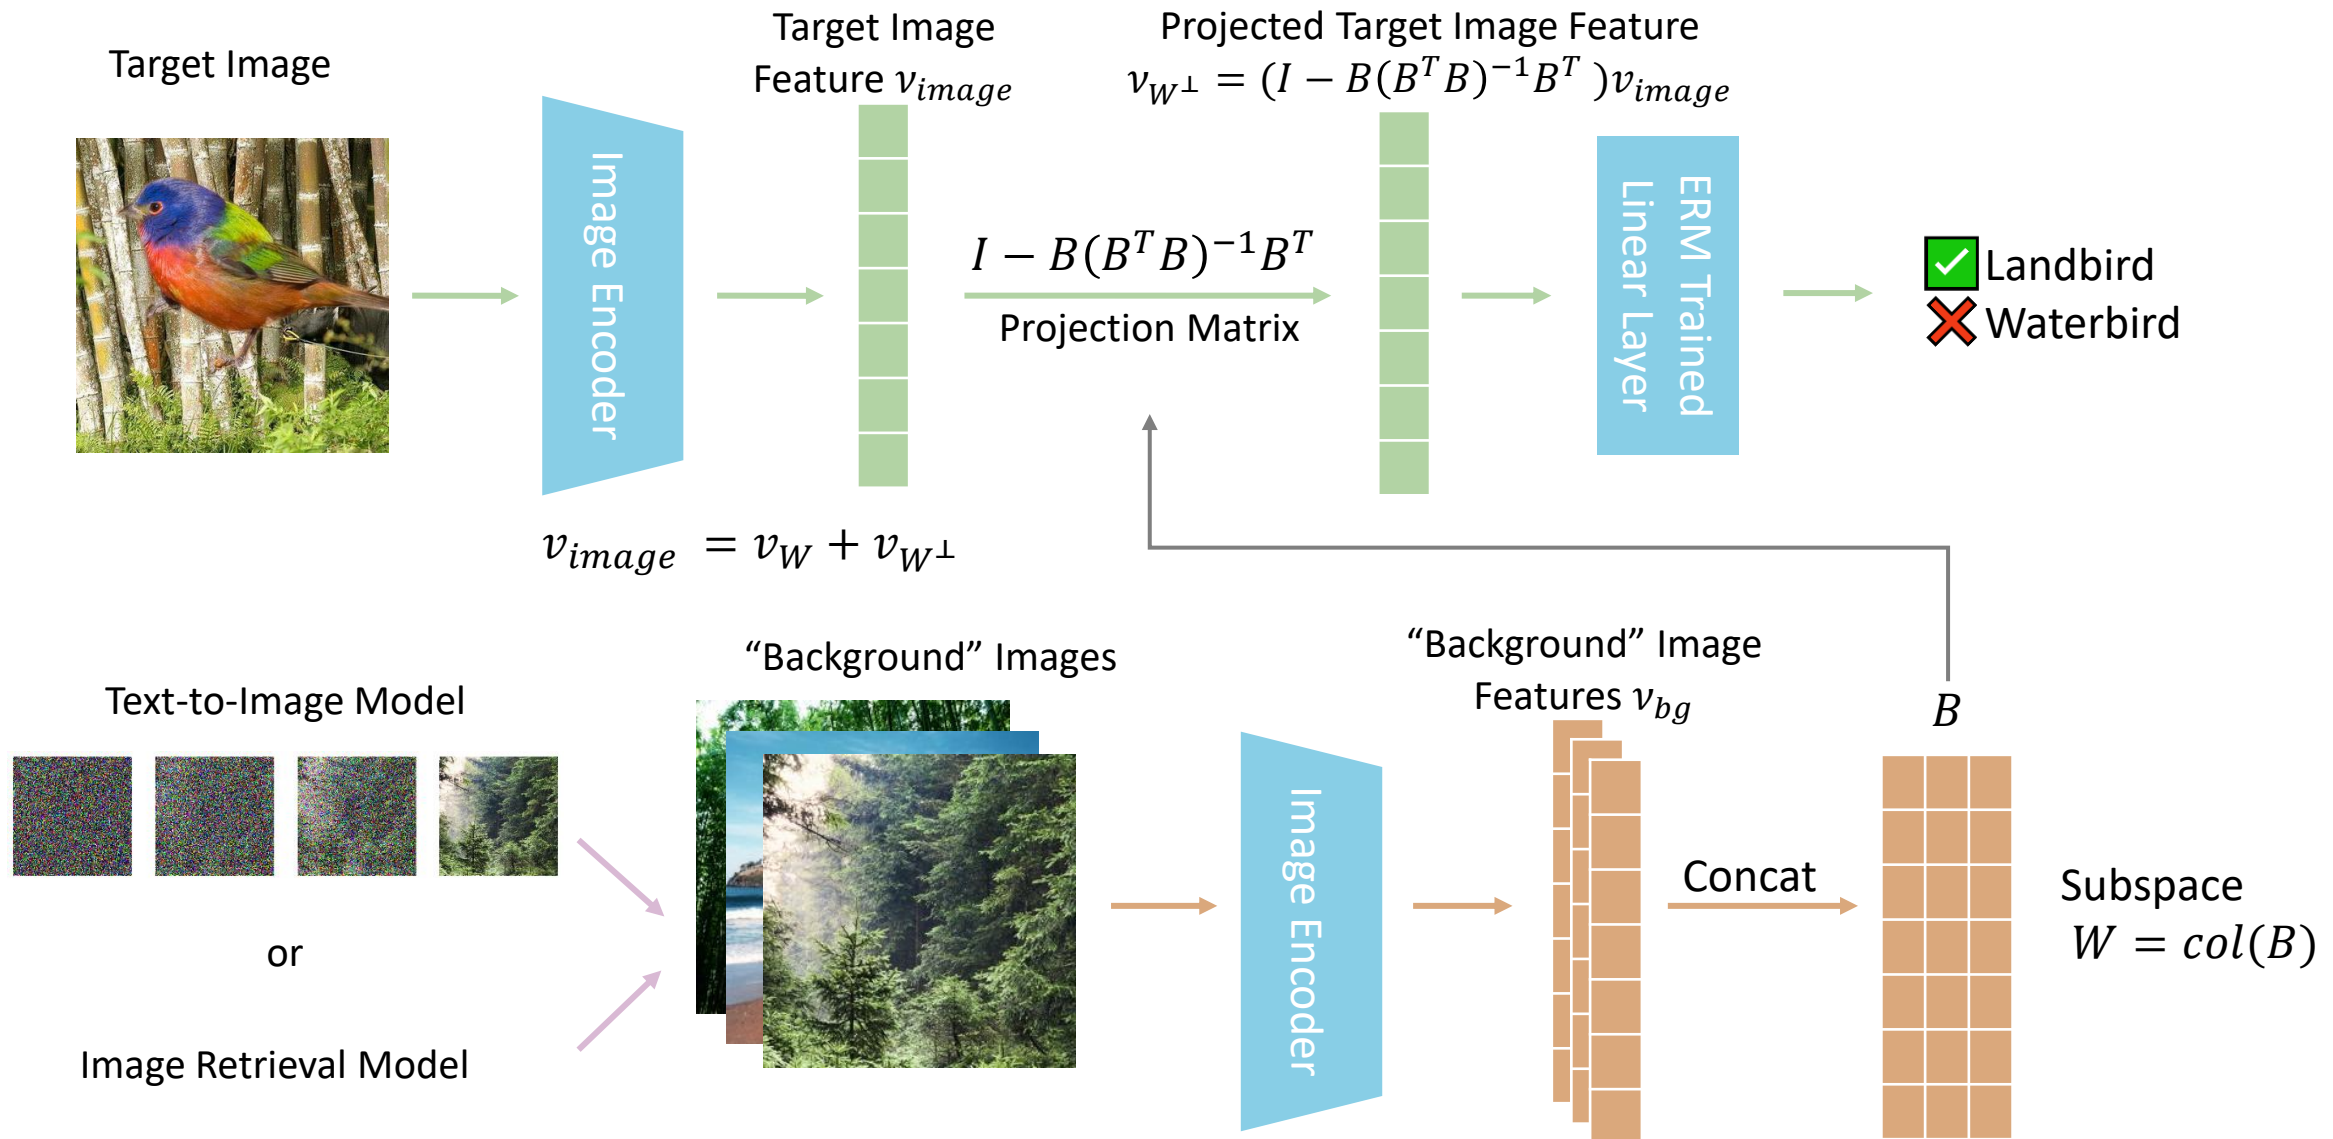 Target Image
Target Image
Feature v_image
Projected Target Image Feature
v_{W^⊥} = (I − B(B^T B)^{−1} B^T) v_image
Image Encoder
I − B(B^T B)^{−1} B^T
Projection Matrix
ERM Trained
Linear Layer
Landbird
Waterbird
v_image = v_W + v_{W^⊥}
Text-to-Image Model
or
Image Retrieval Model
“Background” Images
Image Encoder
“Background” Image
Features v_bg
Concat
B
Subspace
W = col(B)